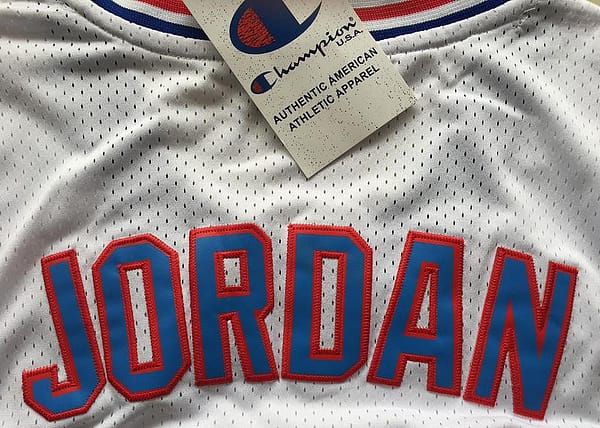 Champion
U.S.A.
AUTHENTIC AMERICAN
ATHLETIC APPAREL
JORDAN